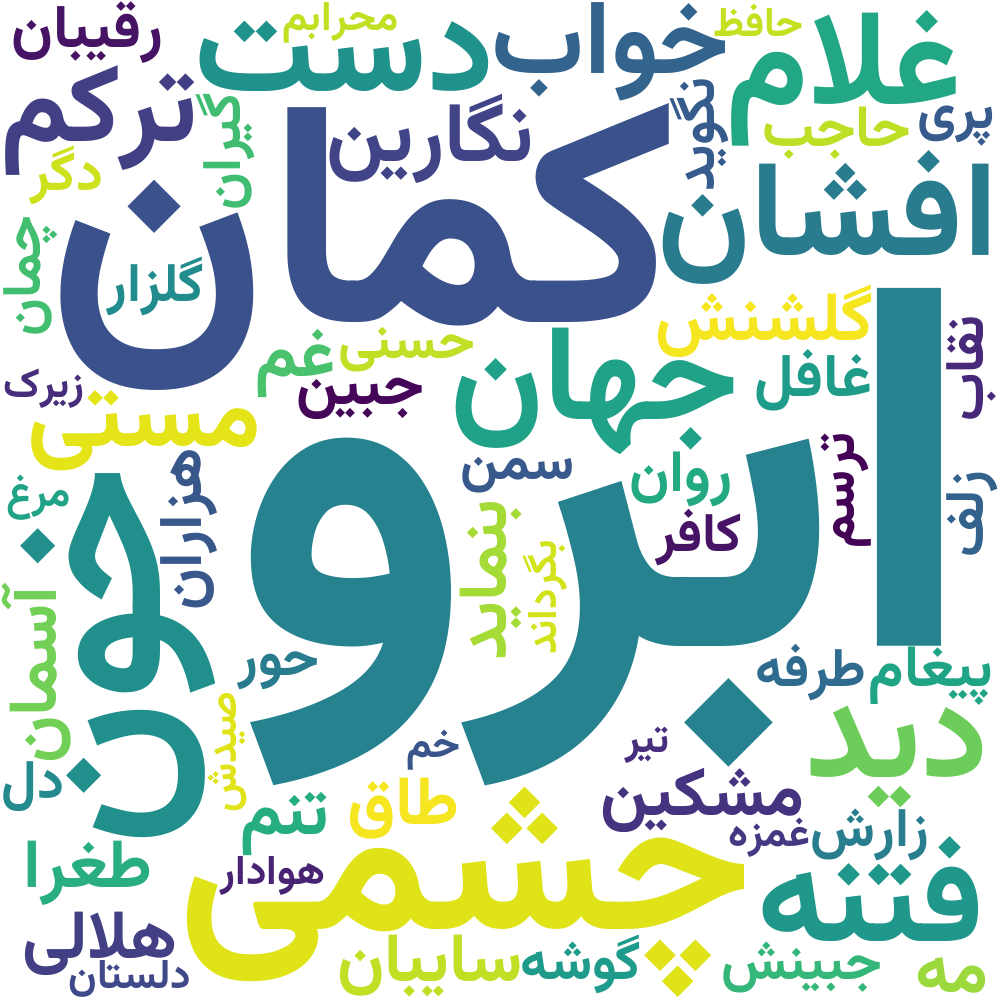 رقیبان
محرابم
دست
خواب
حافظ
غلام
ترکم
گیران
نگارین
نگوید
حاجب
پری
دگر
کمان
افشان
چمان
گلزار
غم
حسنی
گلشنش
نقاب
زیرک
جبین
جهان
غافل
مستی
ابرو
مرغ
هزاران
سمن
روان
ترسم
زلف
کافر
چون
آسمان
بنماید
بگرداند
حور
طرفه
پیغام
صیدش
خم
تیر
دید
دل
تنم
طاق
مشکین
غمزه
زارش
طغرا
هوادار
چشمی
فتنه
هلالی
دلستان
سایبان
گوشه
جبینش
مه